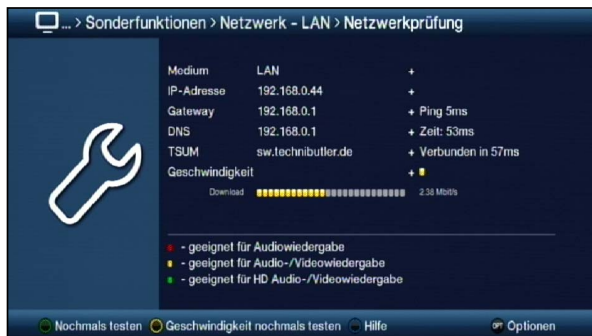 ... > Sonderfunktionen > Netzwerk - LAN > Netzwerkprüfung
Medium LAN +
IP-Adresse 192.168.0.44 +
Gateway 192.168.0.1 + Ping 5ms
DNS 192.168.0.1 + Zeit: 53ms
TSUM sw.technibutler.de + Verbunden in 57ms
Geschwindigkeit +
Download 2.38 Mbit/s
- geeignet für Audiowiedergabe
- geeignet für Audio-/Videowiedergabe
- geeignet für HD Audio-/Videowiedergabe
Nochmals testen Geschwindigkeit nochmals testen Hilfe OPT Optionen